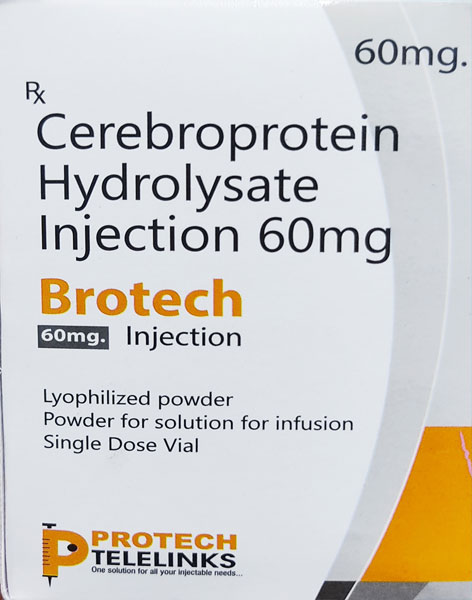 60mg.
Rx
Cerebroprotein
Hydrolysate
Injection 60mg
Brotech
60mg. Injection
Lyophilized powder
Powder for solution for infusion
Single Dose Vial
PROTECH
TELELINKS
One solution for all your injectable needs...